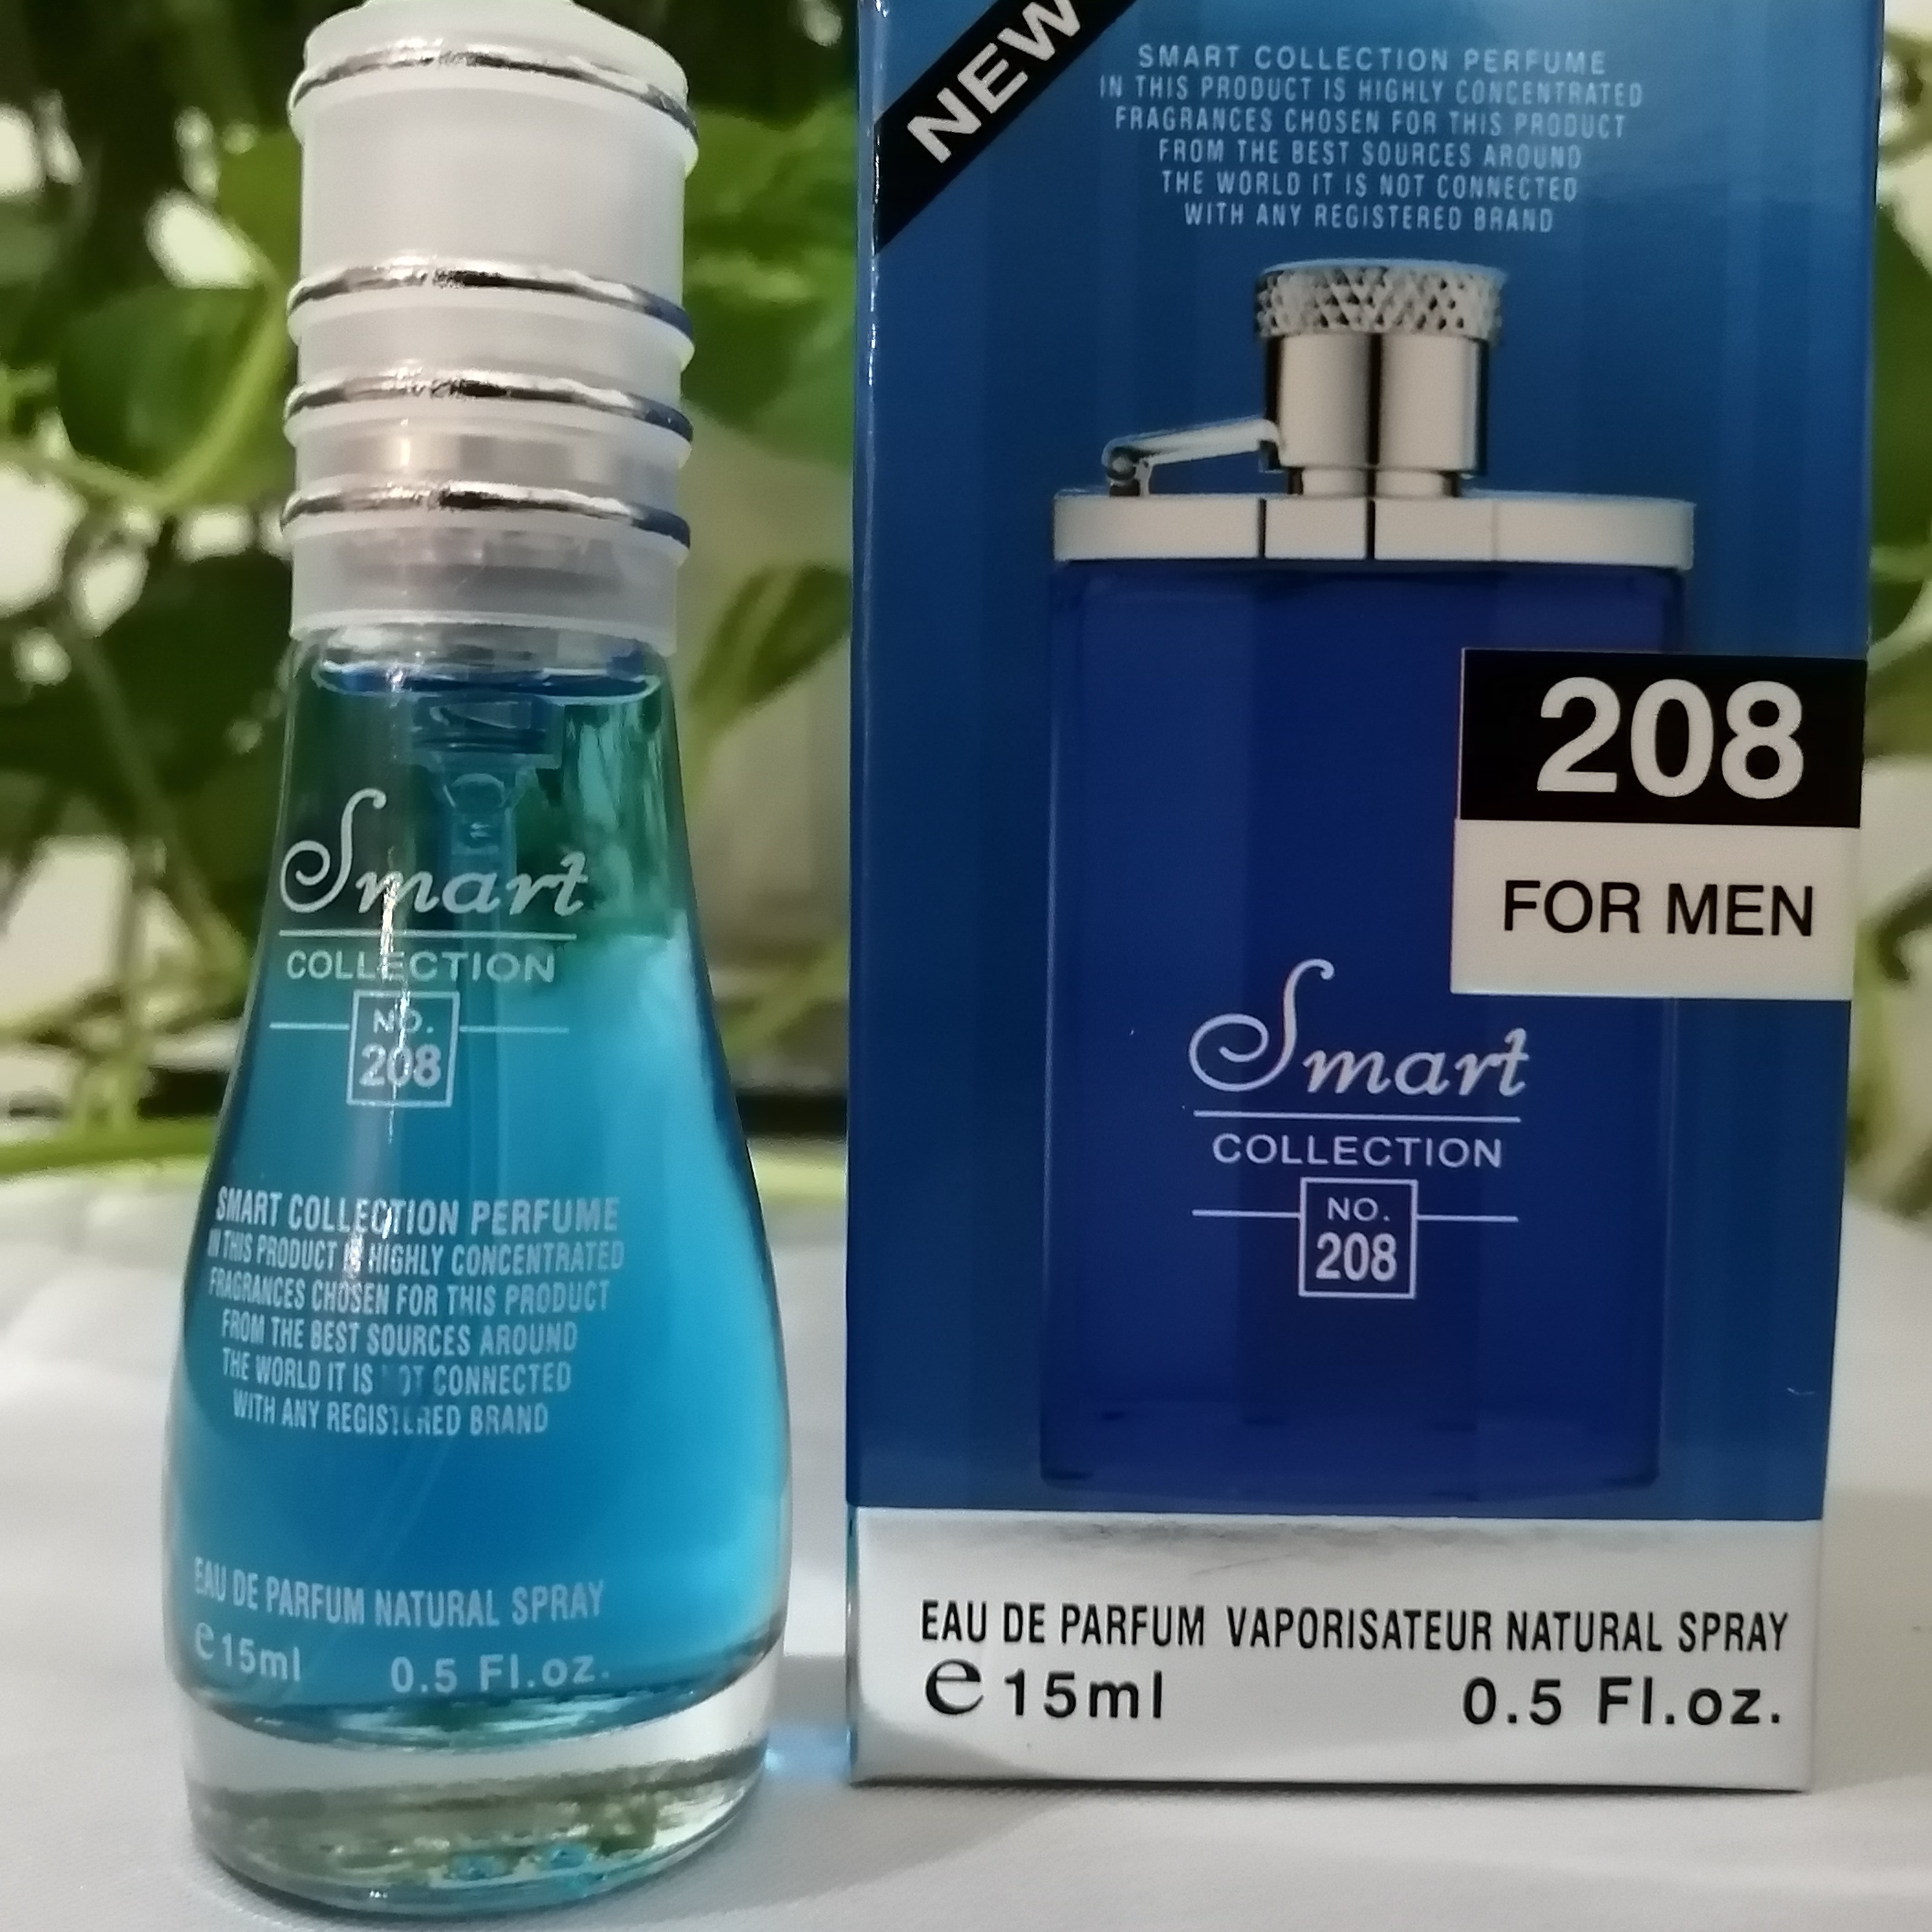 Smart
COLLECTION
NO.
208
SMART COLLECTION PERFUME
IN THIS PRODUCT IS HIGHLY CONCENTRATED
FRAGRANCES CHOSEN FOR THIS PRODUCT
FROM THE BEST SOURCES AROUND
THE WORLD IT IS NOT CONNECTED
WITH ANY REGISTERED BRAND
EAU DE PARFUM NATURAL SPRAY
e 15ml 0.5 Fl.oz.
NEW
SMART COLLECTION PERFUME
IN THIS PRODUCT IS HIGHLY CONCENTRATED
FRAGRANCES CHOSEN FOR THIS PRODUCT
FROM THE BEST SOURCES AROUND
THE WORLD IT IS NOT CONNECTED
WITH ANY REGISTERED BRAND
208
FOR MEN
Smart
COLLECTION
NO.
208
EAU DE PARFUM VAPORISATEUR NATURAL SPRAY
e 15ml 0.5 Fl.oz.